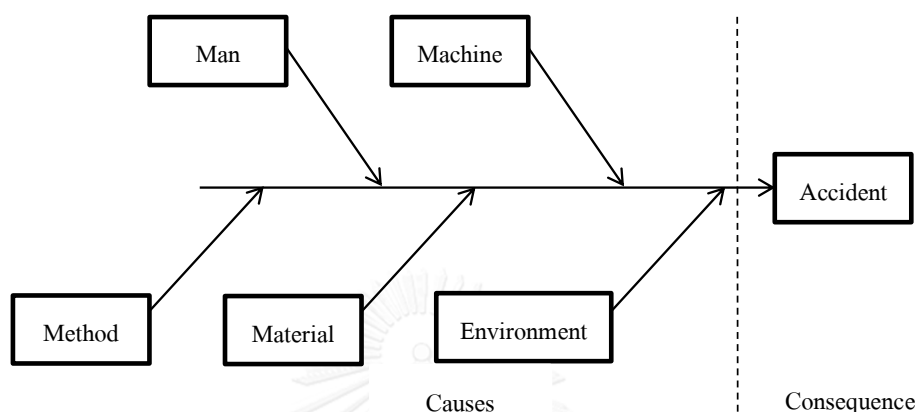 Man
Machine
Accident
Method
Material
Environment
Causes
Consequence